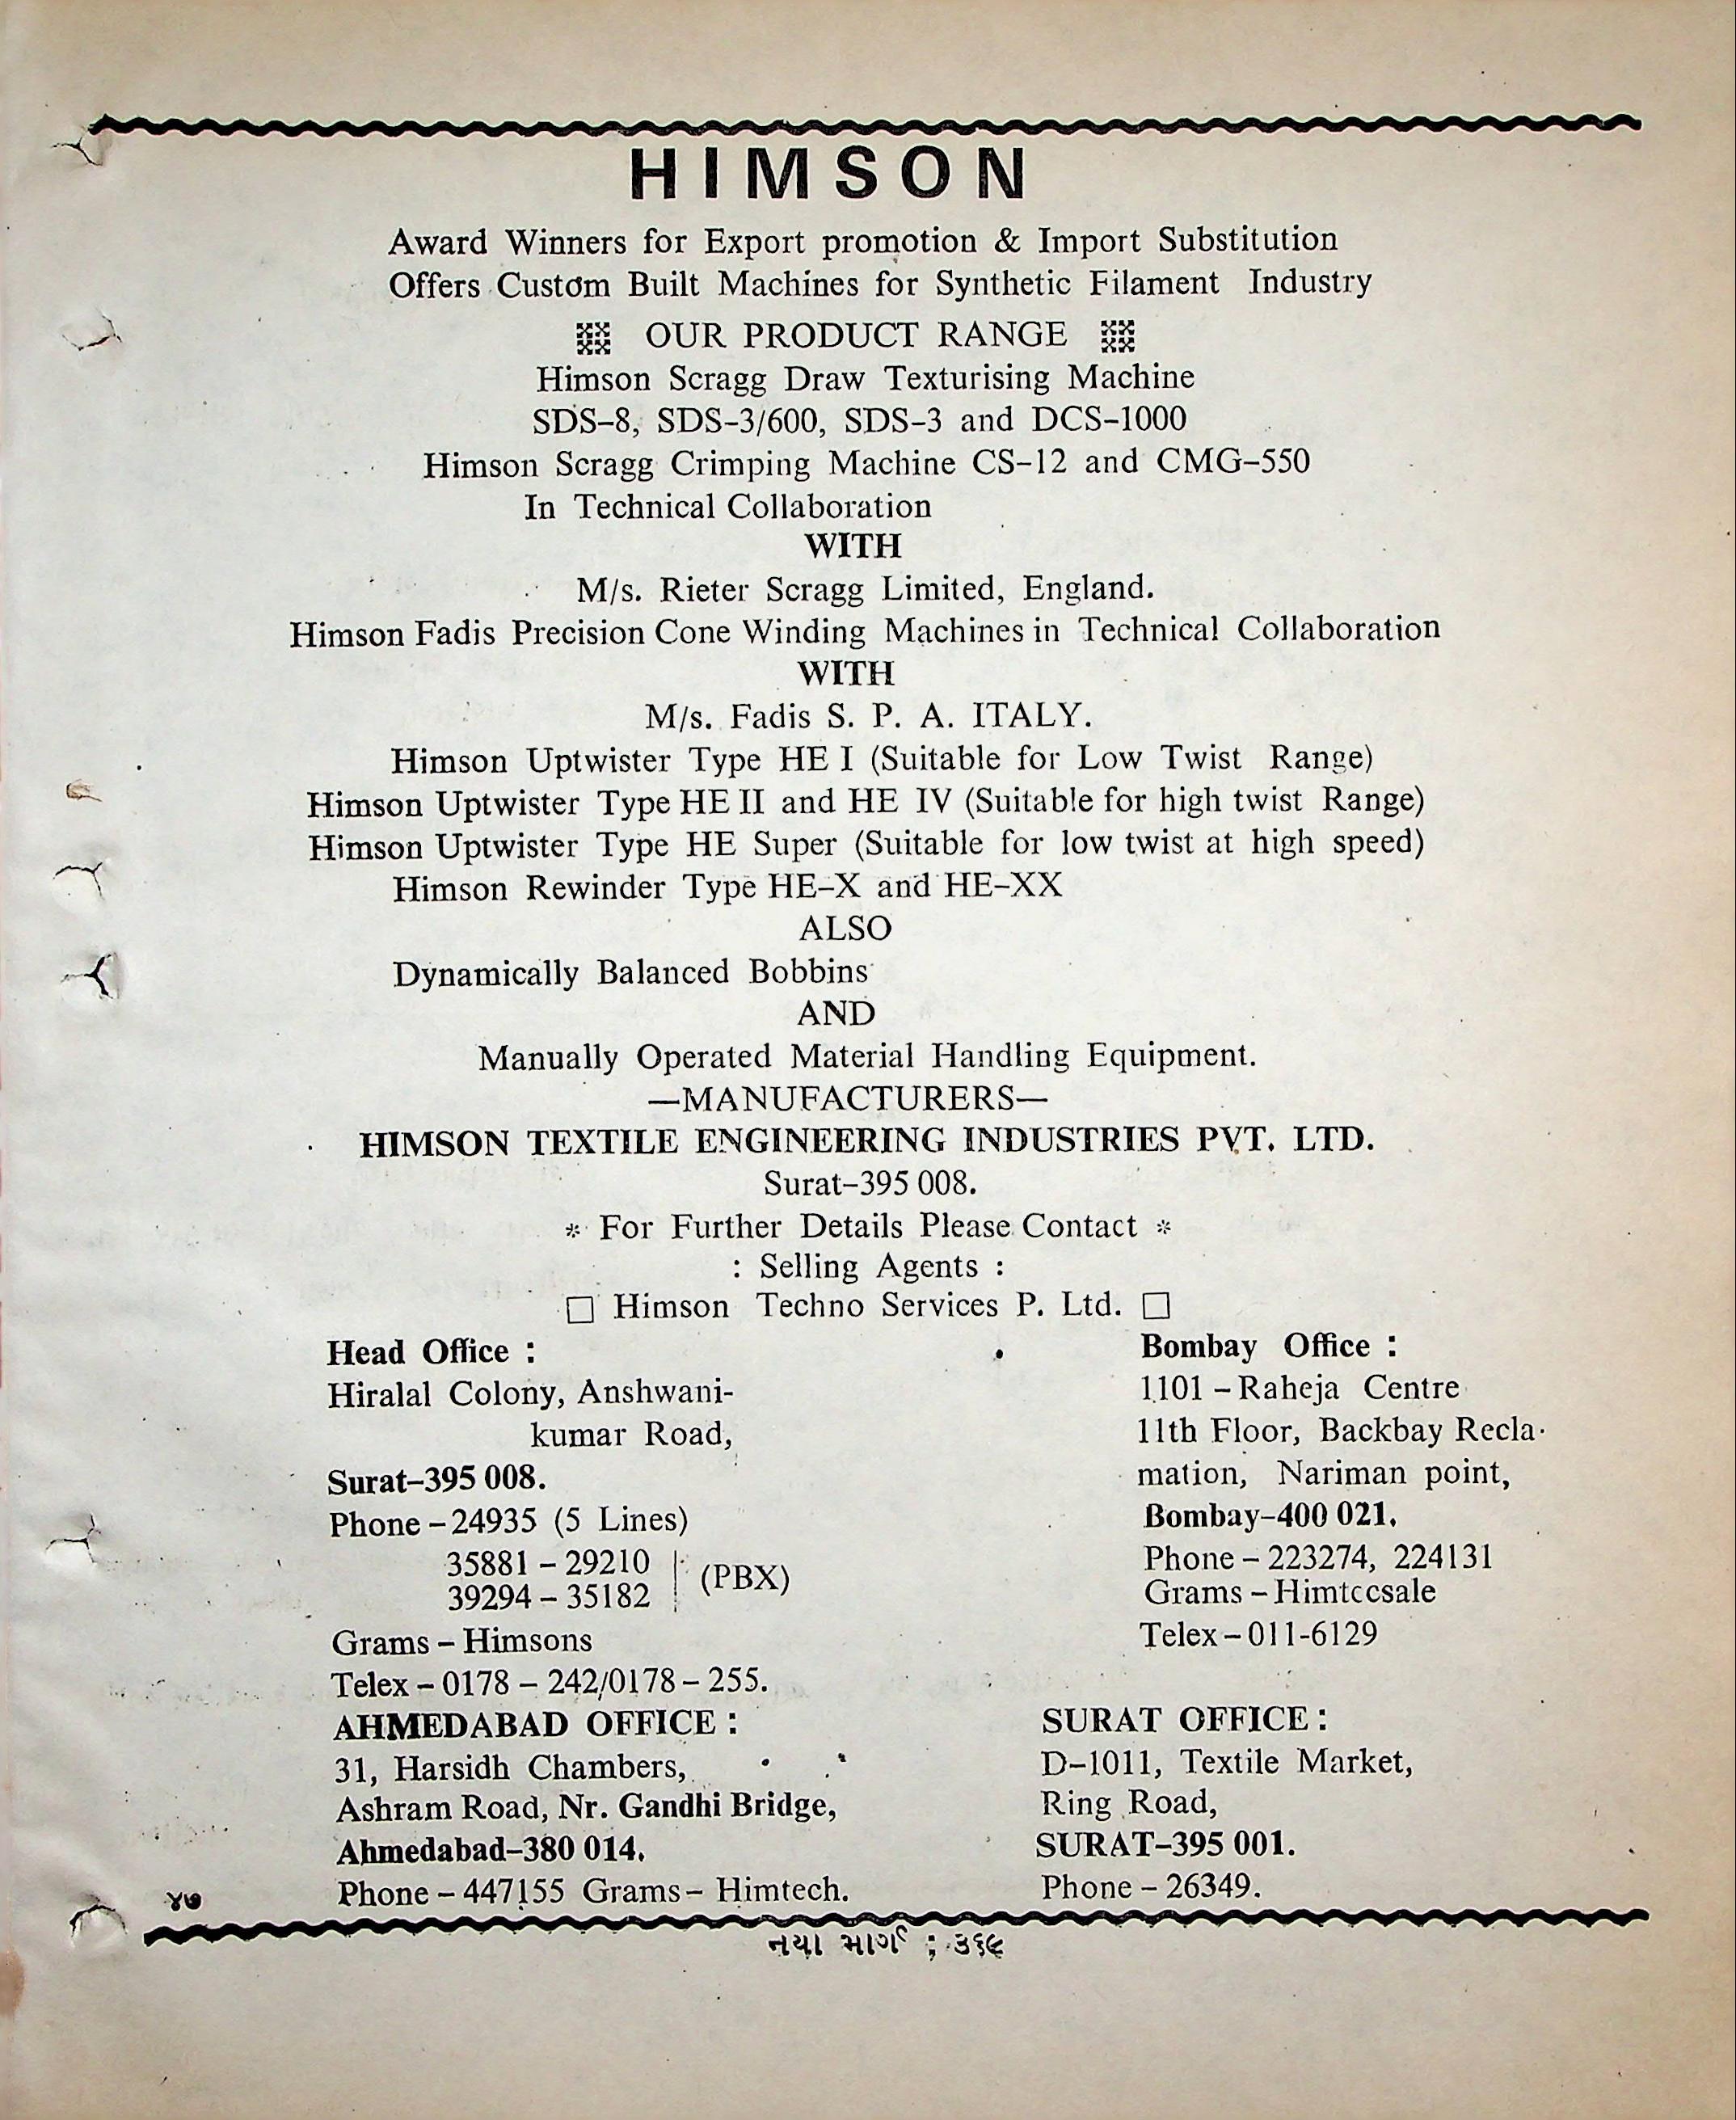 HIMSON
Award Winners for Export promotion & Import Substitution
Offers Custom Built Machines for Synthetic Filament Industry
OUR PRODUCT RANGE
Himson Scragg Draw Texturising Machine
SDS-8, SDS-3/600, SDS-3 and DCS-1000
Himson Scragg Crimping Machine CS-12 and CMG-550
In Technical Collaboration
WITH
M/s. Rieter Scragg Limited, England.
Himson Fadis Precision Cone Winding Machines in Technical Collaboration
WITH
M/s. Fadis S. P. A. ITALY.
Himson Uptwister Type HE I (Suitable for Low Twist Range)
Himson Uptwister Type HE II and HE IV (Suitable for high twist Range)
Himson Uptwister Type HE Super (Suitable for low twist at high speed)
Himson Rewinder Type HE-X and HE-XX
ALSO
Dynamically Balanced Bobbins
AND
Manually Operated Material Handling Equipment.
—MANUFACTURERS—
HIMSON TEXTILE ENGINEERING INDUSTRIES PVT. LTD.
Surat-395 008.
* For Further Details Please Contact *
: Selling Agents :
□ Himson Techno Services P. Ltd. □
Head Office :
Hiralal Colony, Anshwani-
kumar Road,
Surat-395 008.
Phone – 24935 (5 Lines)
35881 – 29210
39294 – 35182 (PBX)
Grams – Himsons
Telex – 0178 – 242/0178 – 255.
Bombay Office :
1101 – Raheja Centre
11th Floor, Backbay Recla-
mation, Nariman point,
Bombay-400 021.
Phone – 223274, 224131
Grams – Himtccsale
Telex – 011-6129
AHMEDABAD OFFICE :
31, Harsidh Chambers,
Ashram Road, Nr. Gandhi Bridge,
Ahmedabad-380 014.
Phone – 447155 Grams – Himtech.
SURAT OFFICE :
D-1011, Textile Market,
Ring Road,
SURAT-395 001.
Phone – 26349.
૪૭
નયા માર્ગ ; ૩૬૯